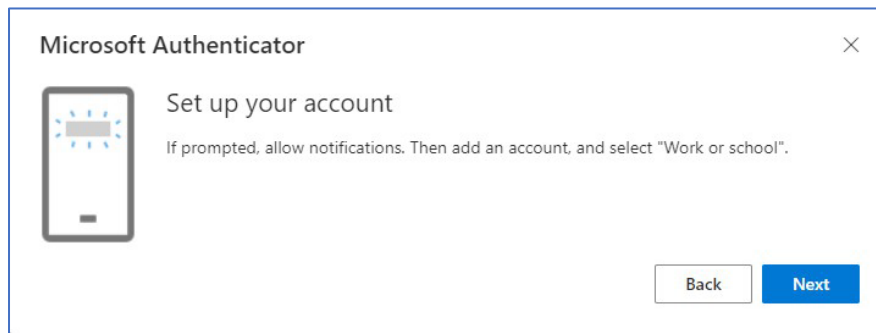 Microsoft Authenticator
Set up your account
If prompted, allow notifications. Then add an account, and select "Work or school".
Back
Next